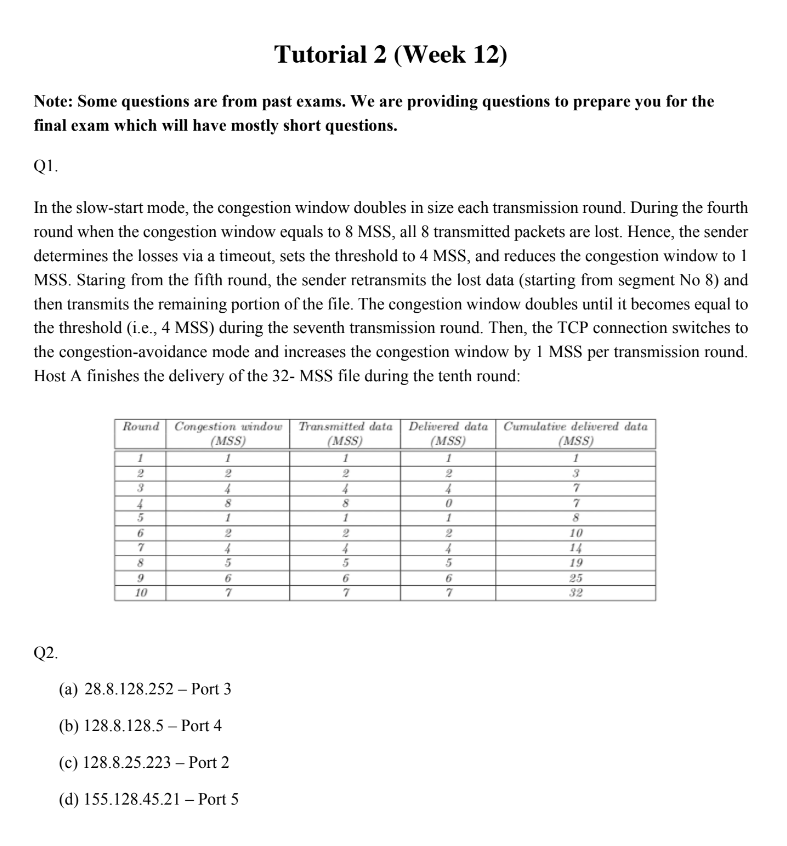 Tutorial 2 (Week 12)
Note: Some questions are from past exams. We are providing questions to prepare you for the
final exam which will have mostly short questions.
Q1.
In the slow-start mode, the congestion window doubles in size each transmission round. During the fourth
round when the congestion window equals to 8 MSS, all 8 transmitted packets are lost. Hence, the sender
determines the losses via a timeout, sets the threshold to 4 MSS, and reduces the congestion window to 1
MSS. Staring from the fifth round, the sender retransmits the lost data (starting from segment No 8) and
then transmits the remaining portion of the file. The congestion window doubles until it becomes equal to
the threshold (i.e., 4 MSS) during the seventh transmission round. Then, the TCP connection switches to
the congestion-avoidance mode and increases the congestion window by 1 MSS per transmission round.
Host A finishes the delivery of the 32- MSS file during the tenth round:
Round Congestion window Transmitted data Delivered data Cumulative delivered data
(MSS) (MSS) (MSS) (MSS)
1 1 1 1 1
2 2 2 2 3
3 4 4 4 7
4 8 8 0 7
5 1 1 1 8
6 2 2 2 10
7 4 4 4 14
8 5 5 5 19
9 6 6 6 25
10 7 7 7 32
Q2.
(a) 28.8.128.252 – Port 3
(b) 128.8.128.5 – Port 4
(c) 128.8.25.223 – Port 2
(d) 155.128.45.21 – Port 5